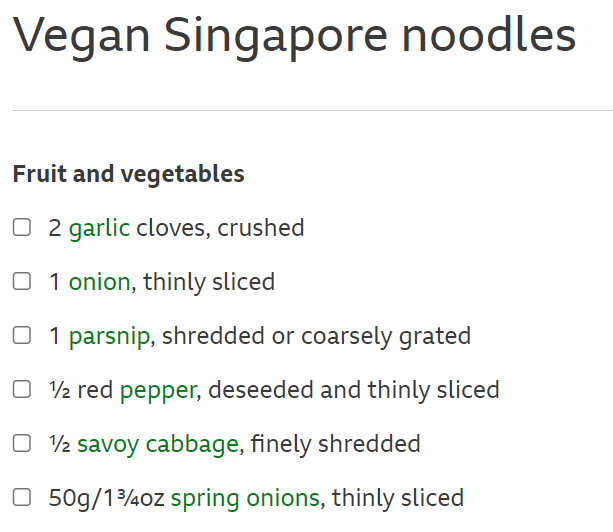 Vegan Singapore noodles
Fruit and vegetables
2 garlic cloves, crushed
1 onion, thinly sliced
1 parsnip, shredded or coarsely grated
½ red pepper, deseeded and thinly sliced
½ savoy cabbage, finely shredded
50g/1¾oz spring onions, thinly sliced